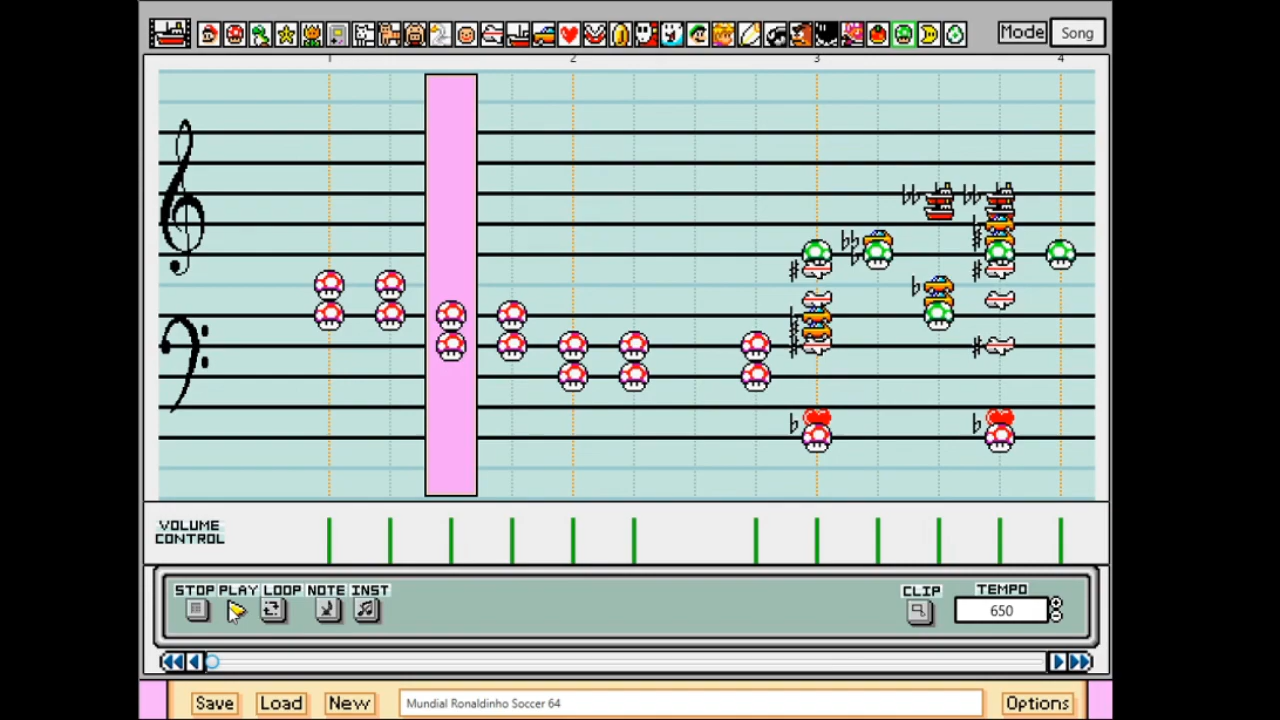 Mode Song
1 2 3 4
VOLUME
CONTROL
STOP PLAY LOOP NOTE INST CLIP TEMPO
650
Save Load New Mundial Ronaldinho Soccer 64 Options